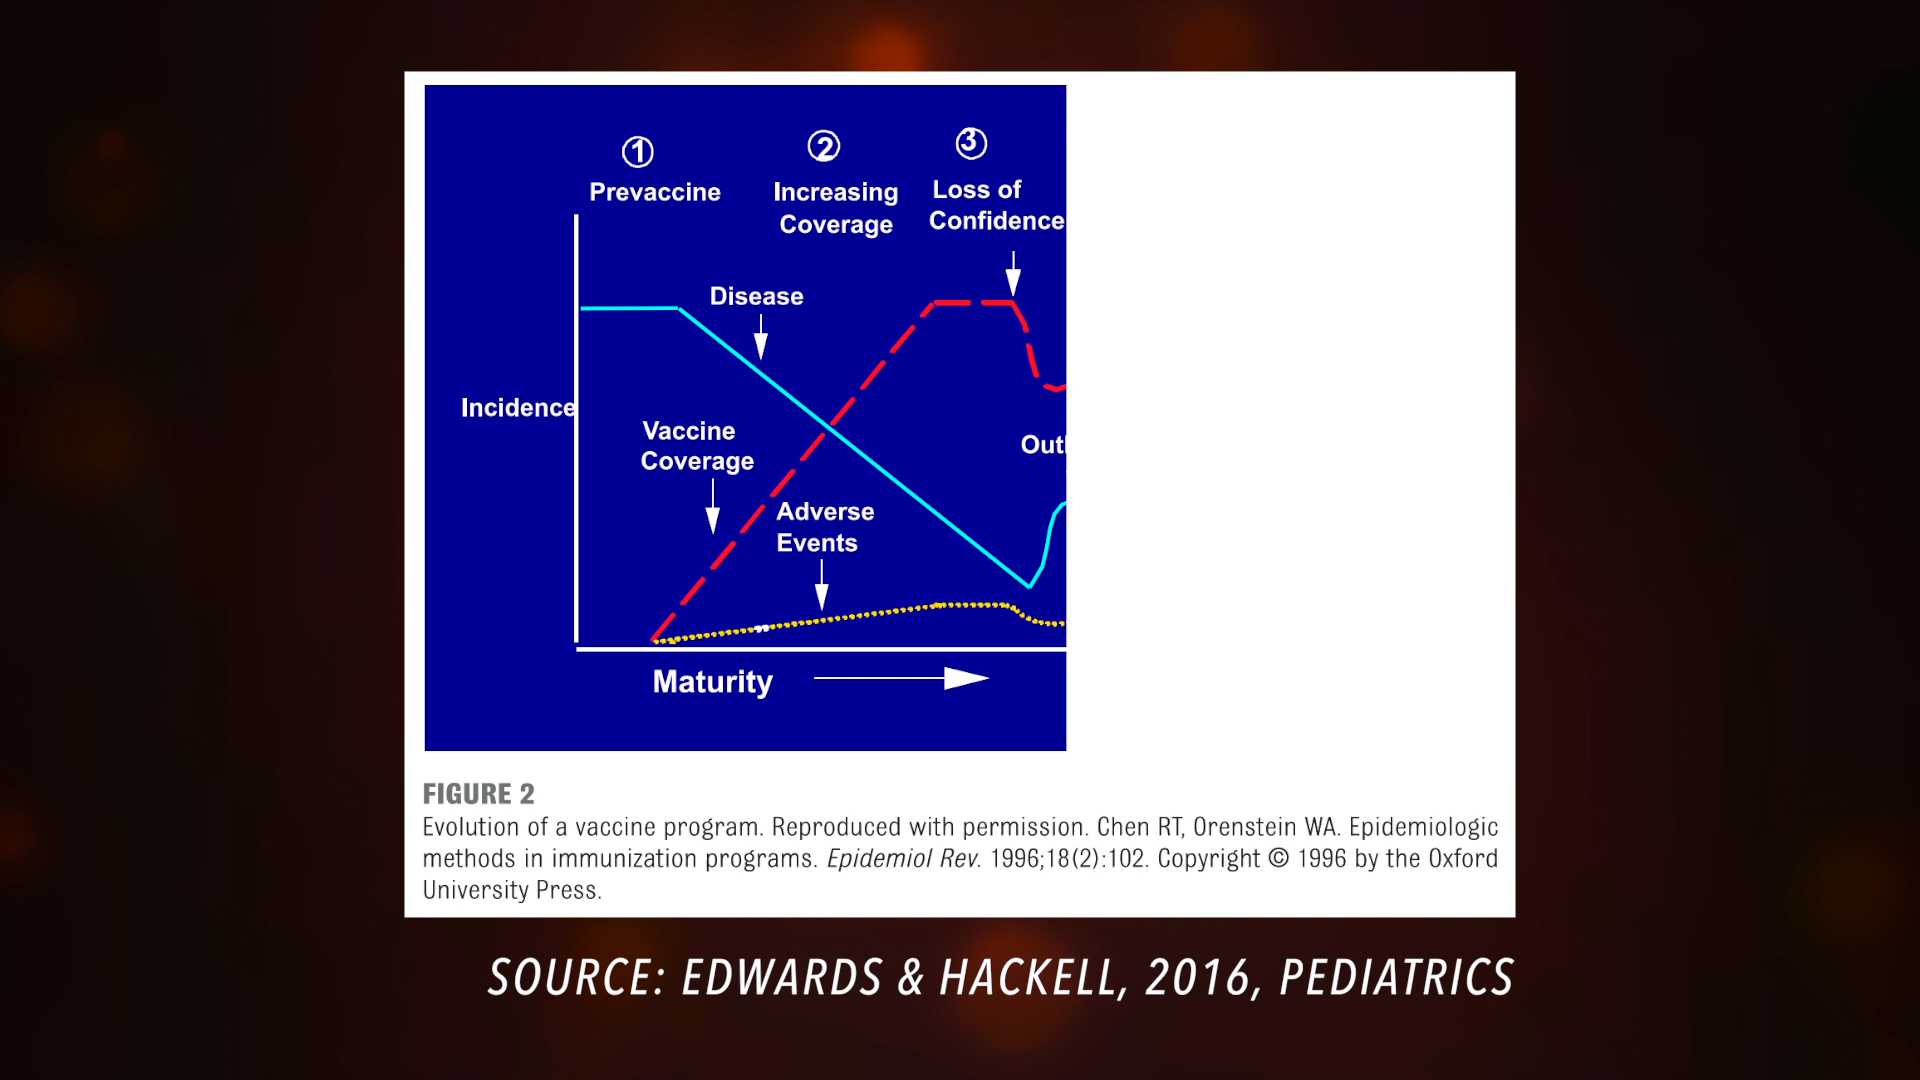 ① ② ③
Prevaccine Increasing Loss of
Coverage Confidence
Disease
Incidence
Vaccine
Coverage
Adverse
Events
Maturity
FIGURE 2
Evolution of a vaccine program. Reproduced with permission. Chen RT, Orenstein WA. Epidemiologic
methods in immunization programs. Epidemiol Rev. 1996;18(2):102. Copyright © 1996 by the Oxford
University Press.
SOURCE: EDWARDS & HACKELL, 2016, PEDIATRICS